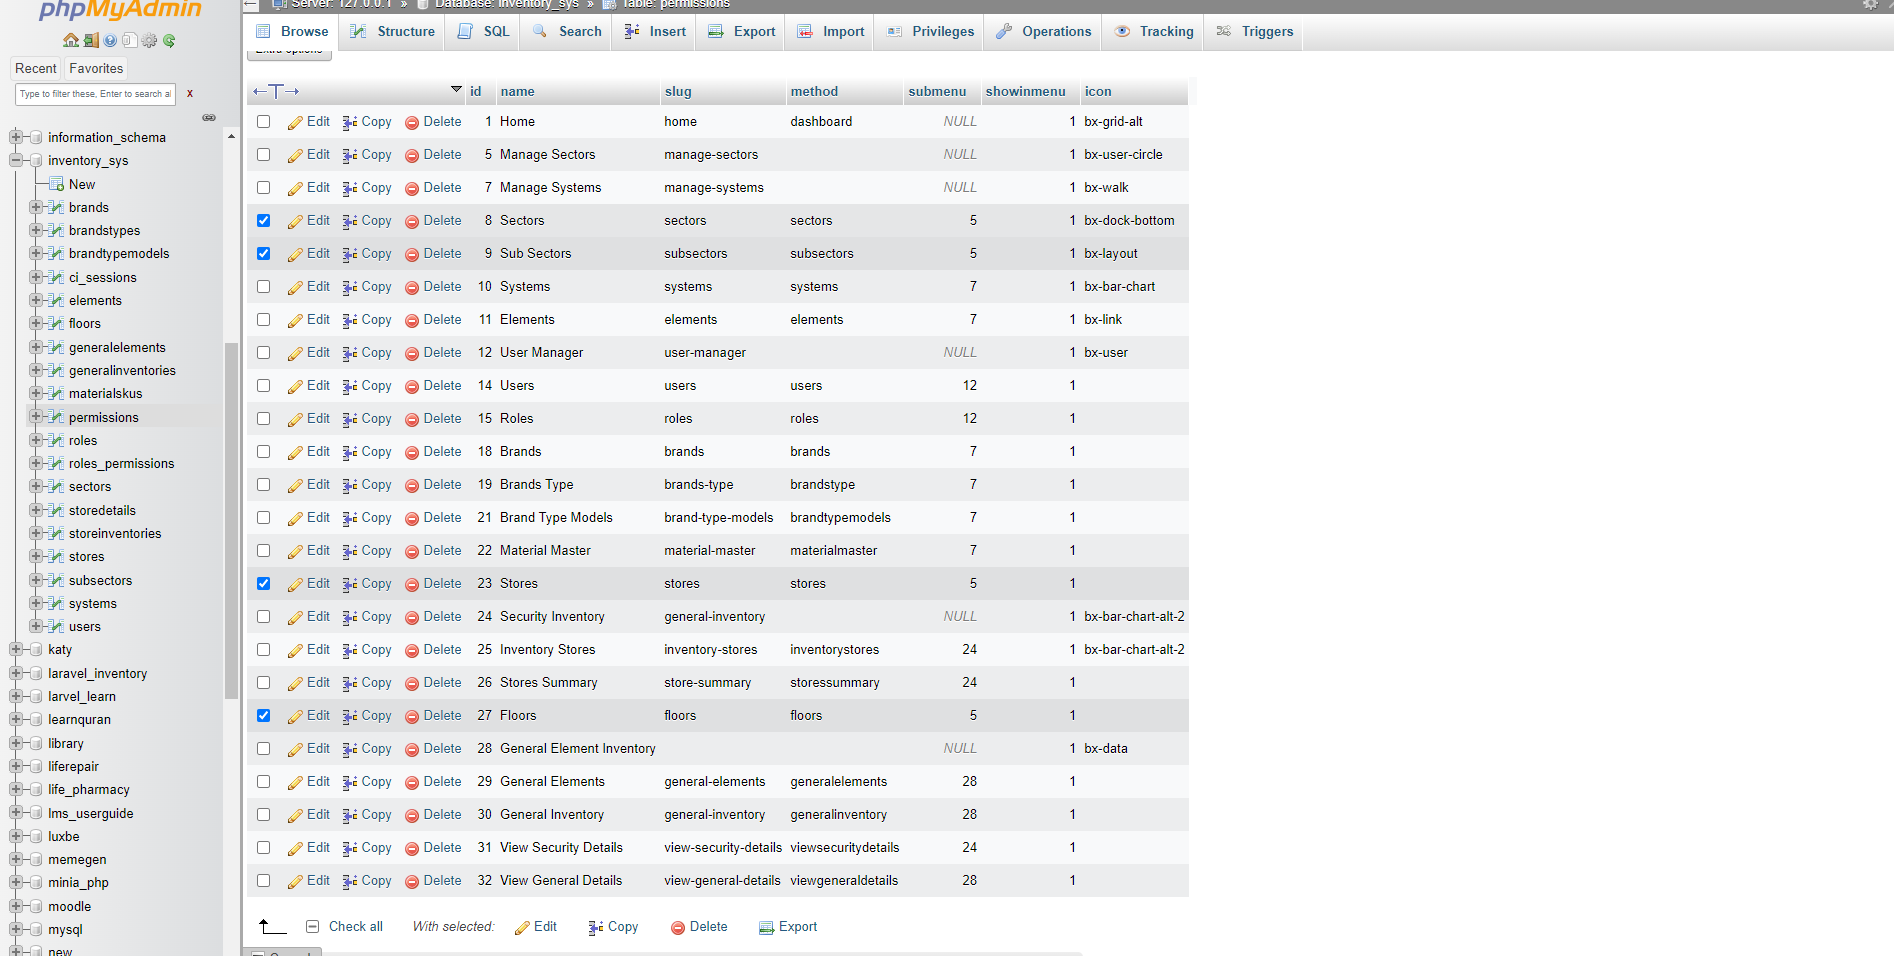 phpMyAdmin
Recent Favorites
Type to filter these, Enter to search al X
information_schema
inventory_sys
New
brands
brandstypes
brandtypemodels
ci_sessions
elements
floors
generalelements
generalinventories
materialskus
permissions
roles
roles_permissions
sectors
storedetails
storeinventories
stores
subsectors
systems
users
katy
laravel_inventory
larvel_learn
learnquran
library
liferepair
life_pharmacy
lms_userguide
luxbe
memegen
minia_php
moodle
mysql
new
Server: 127.0.0.1 » Database: inventory_sys » Table: permissions
Browse Structure SQL Search Insert Export Import Privileges Operations Tracking Triggers
Extra options
←T→ id name slug method submenu showinmenu icon
Edit Copy Delete 1 Home home dashboard NULL 1 bx-grid-alt
Edit Copy Delete 5 Manage Sectors manage-sectors NULL 1 bx-user-circle
Edit Copy Delete 7 Manage Systems manage-systems NULL 1 bx-walk
Edit Copy Delete 8 Sectors sectors sectors 5 1 bx-dock-bottom
Edit Copy Delete 9 Sub Sectors subsectors subsectors 5 1 bx-layout
Edit Copy Delete 10 Systems systems systems 7 1 bx-bar-chart
Edit Copy Delete 11 Elements elements elements 7 1 bx-link
Edit Copy Delete 12 User Manager user-manager NULL 1 bx-user
Edit Copy Delete 14 Users users users 12 1
Edit Copy Delete 15 Roles roles roles 12 1
Edit Copy Delete 18 Brands brands brands 7 1
Edit Copy Delete 19 Brands Type brands-type brandstype 7 1
Edit Copy Delete 21 Brand Type Models brand-type-models brandtypemodels 7 1
Edit Copy Delete 22 Material Master material-master materialmaster 7 1
Edit Copy Delete 23 Stores stores stores 5 1
Edit Copy Delete 24 Security Inventory general-inventory NULL 1 bx-bar-chart-alt-2
Edit Copy Delete 25 Inventory Stores inventory-stores inventorystores 24 1 bx-bar-chart-alt-2
Edit Copy Delete 26 Stores Summary store-summary storessummary 24 1
Edit Copy Delete 27 Floors floors floors 5 1
Edit Copy Delete 28 General Element Inventory NULL 1 bx-data
Edit Copy Delete 29 General Elements general-elements generalelements 28 1
Edit Copy Delete 30 General Inventory general-inventory generalinventory 28 1
Edit Copy Delete 31 View Security Details view-security-details viewsecuritydetails 24 1
Edit Copy Delete 32 View General Details view-general-details viewgeneraldetails 28 1
Check all With selected: Edit Copy Delete Export